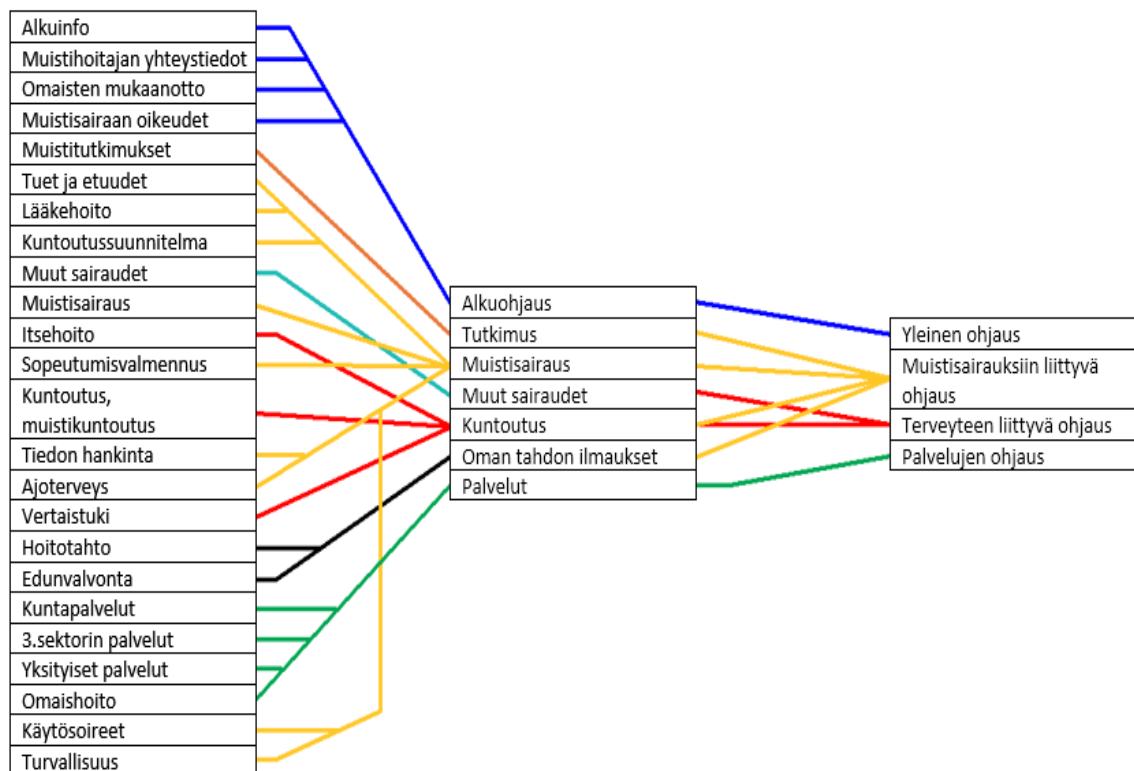 Alkuinfo
Muistihoitajan yhteystiedot
Omaisten mukaanotto
Muistisairaan oikeudet
Muistitutkimukset
Tuet ja etuudet
Lääkehoito
Kuntoutussuunnitelma
Muut sairaudet
Muistisairaus
Itsehoito
Sopeutumisvalmennus
Kuntoutus,
muistikuntoutus
Tiedon hankinta
Ajoterveys
Vertaistuki
Hoitotahto
Edunvalvonta
Kuntapalvelut
3.sektorin palvelut
Yksityiset palvelut
Omaishoito
Käytösoireet
Turvallisuus
Alkuohjaus
Tutkimus
Muistisairaus
Muut sairaudet
Kuntoutus
Oman tahdon ilmaukset
Palvelut
Yleinen ohjaus
Muistisairauksiin liittyvä
ohjaus
Terveyteen liittyvä ohjaus
Palvelujen ohjaus